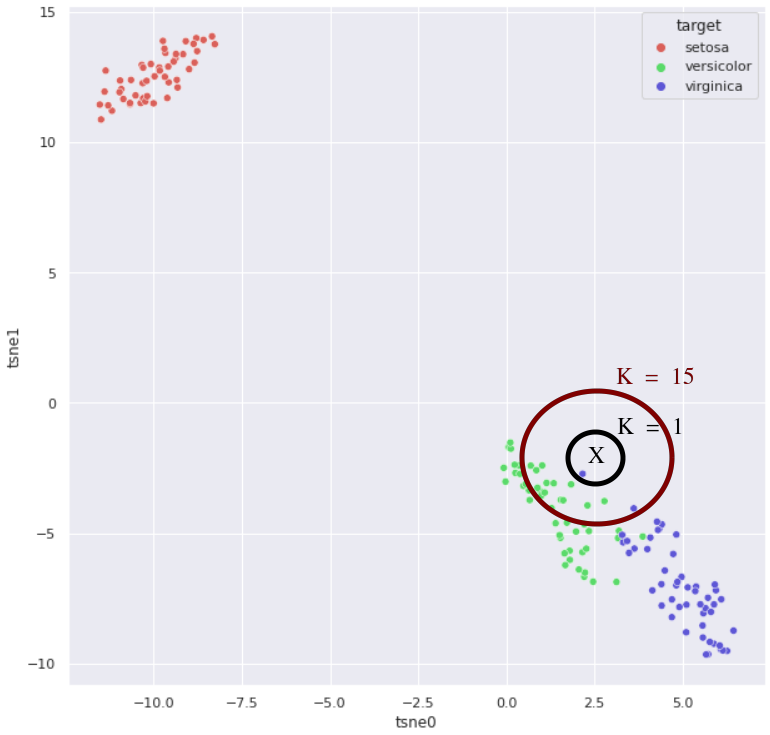 15
target
setosa
versicolor
virginica
10
5
K = 15
0
K = 1
X
−5
−10
−10.0 −7.5 −5.0 −2.5 0.0 2.5 5.0
tsne0
tsne1